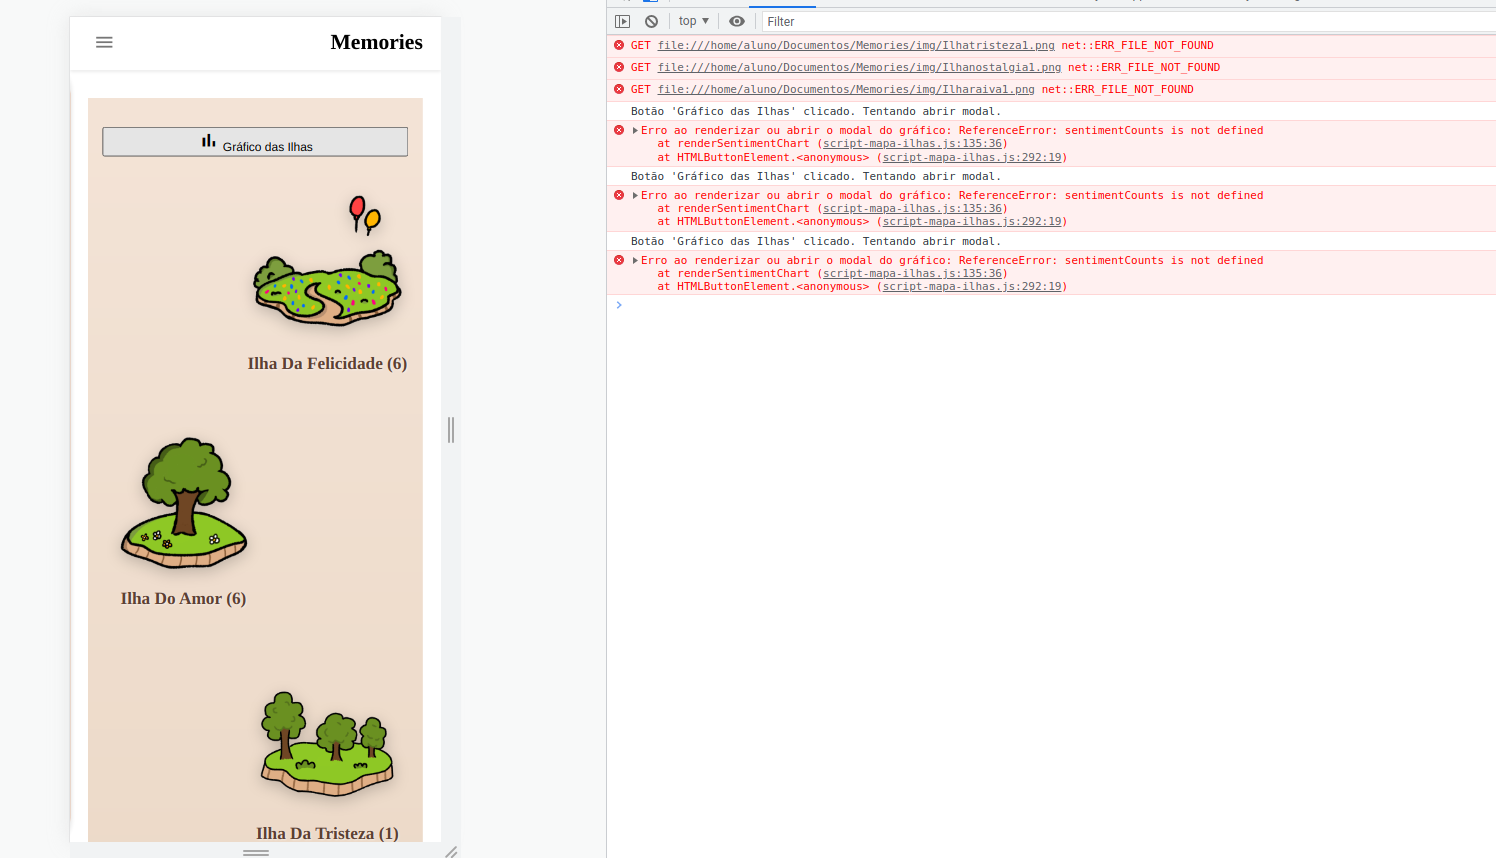 Memories
Gráfico das Ilhas
Ilha Da Felicidade (6)
Ilha Do Amor (6)
Ilha Da Tristeza (1)
top ▼
Filter
GET file:///home/aluno/Documentos/Memories/img/Ilhatristeza1.png net::ERR_FILE_NOT_FOUND
GET file:///home/aluno/Documentos/Memories/img/Ilhanostalgia1.png net::ERR_FILE_NOT_FOUND
GET file:///home/aluno/Documentos/Memories/img/Ilharaiva1.png net::ERR_FILE_NOT_FOUND
Botão 'Gráfico das Ilhas' clicado. Tentando abrir modal.
Erro ao renderizar ou abrir o modal do gráfico: ReferenceError: sentimentCounts is not defined
at renderSentimentChart (script-mapa-ilhas.js:135:36)
at HTMLButtonElement.<anonymous> (script-mapa-ilhas.js:292:19)
Botão 'Gráfico das Ilhas' clicado. Tentando abrir modal.
Erro ao renderizar ou abrir o modal do gráfico: ReferenceError: sentimentCounts is not defined
at renderSentimentChart (script-mapa-ilhas.js:135:36)
at HTMLButtonElement.<anonymous> (script-mapa-ilhas.js:292:19)
Botão 'Gráfico das Ilhas' clicado. Tentando abrir modal.
Erro ao renderizar ou abrir o modal do gráfico: ReferenceError: sentimentCounts is not defined
at renderSentimentChart (script-mapa-ilhas.js:135:36)
at HTMLButtonElement.<anonymous> (script-mapa-ilhas.js:292:19)